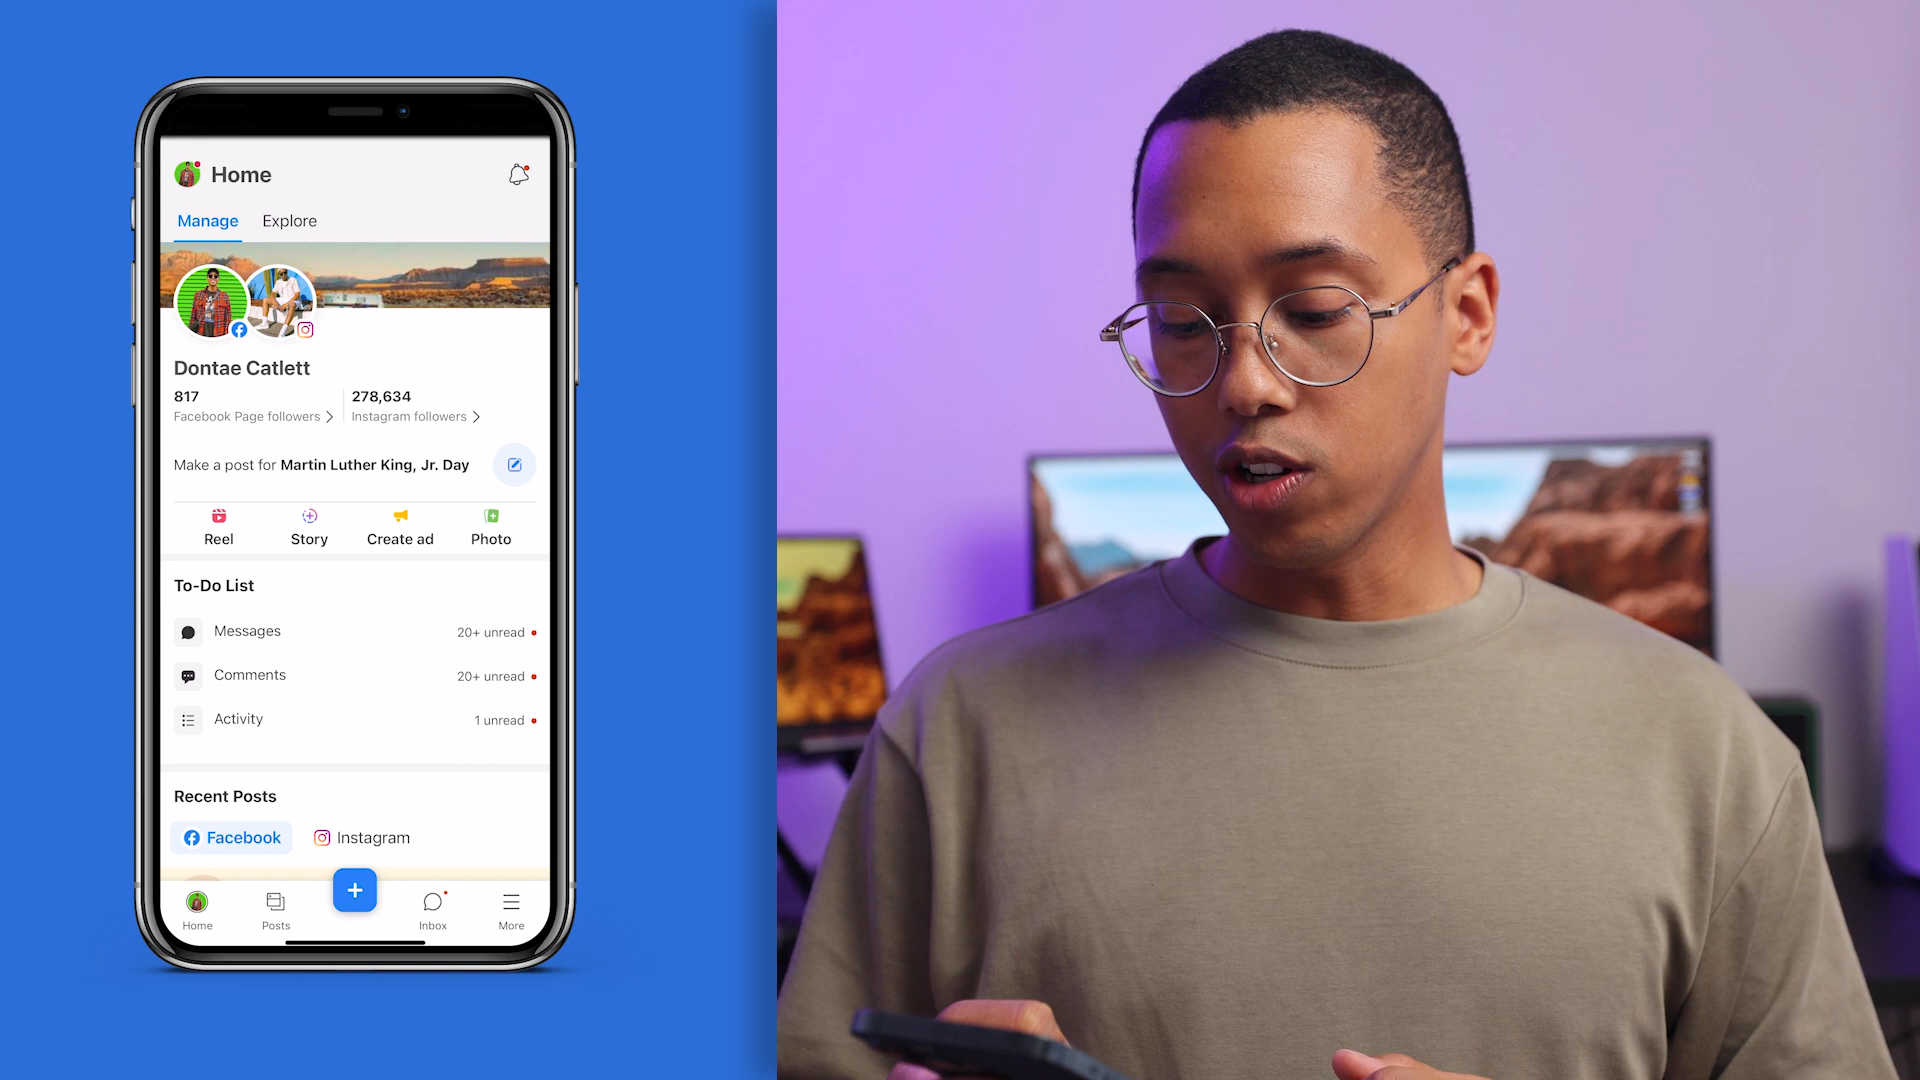 Home
Manage Explore
Dontae Catlett
817 278,634
Facebook Page followers Instagram followers
Make a post for Martin Luther King, Jr. Day
Reel Story Create ad Photo
To-Do List
Messages 20+ unread
Comments 20+ unread
Activity 1 unread
Recent Posts
Facebook Instagram
Home Posts Inbox More